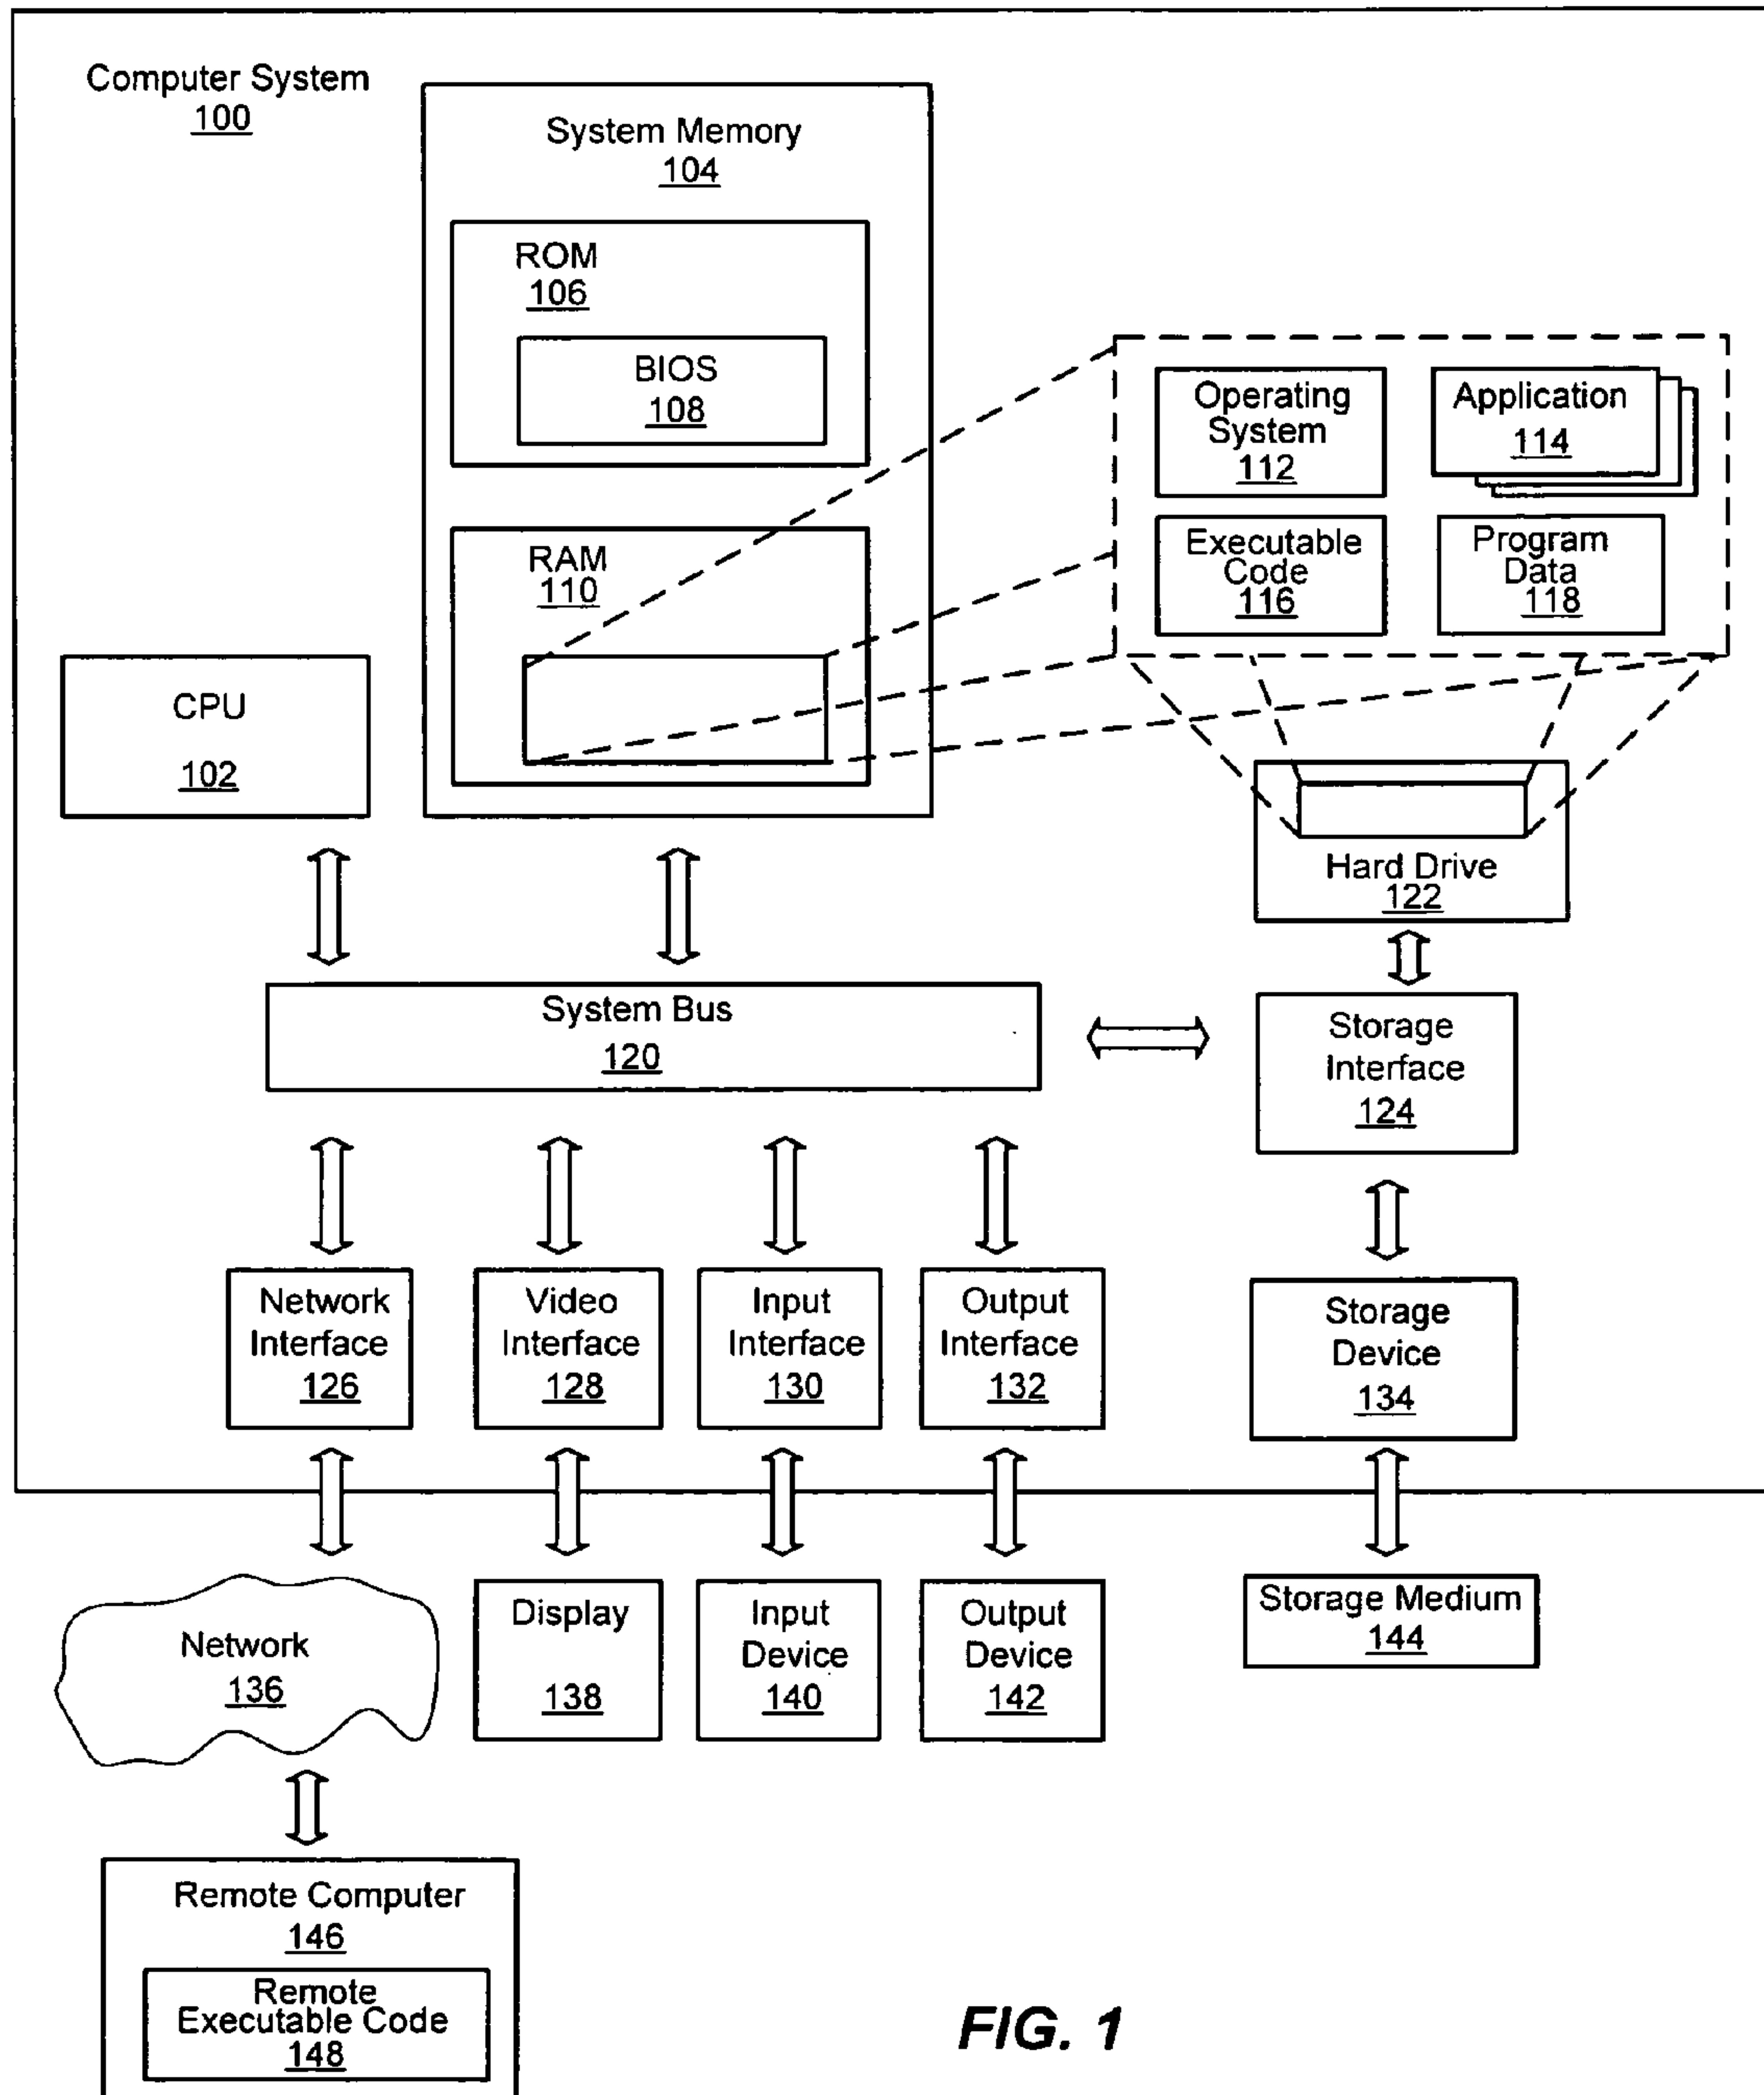 Computer System
100
System Memory
104
ROM
106
BIOS
108
RAM
110
Operating
System
112
Application
114
Executable
Code
116
Program
Data
118
CPU
102
Hard Drive
122
System Bus
120
Storage
Interface
124
Network
Interface
126
Video
Interface
128
Input
Interface
130
Output
Interface
132
Storage
Device
134
Network
136
Display
138
Input
Device
140
Output
Device
142
Storage Medium
144
Remote Computer
146
Remote
Executable Code
148
FIG. 1